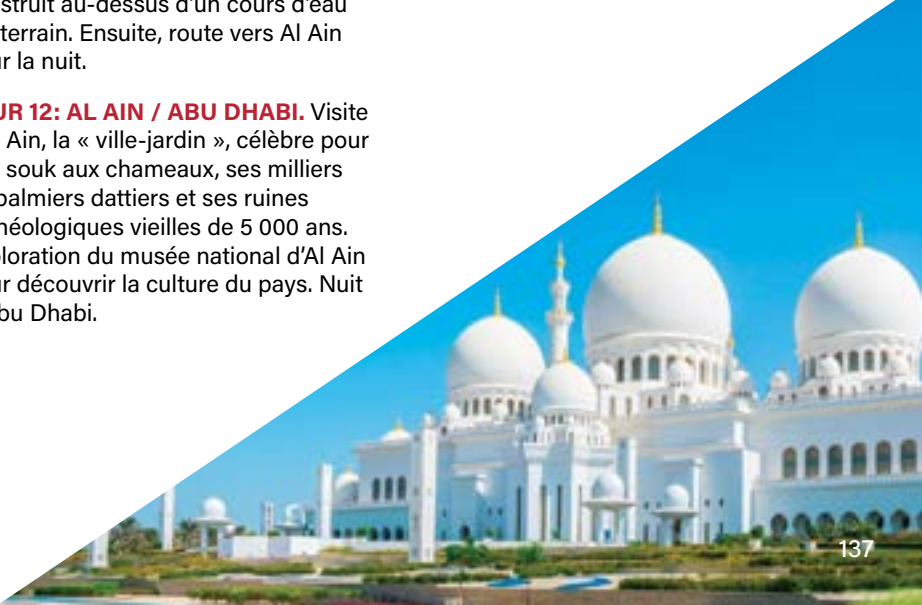 struit au-dessus d'un cours d'eau
terrain. Ensuite, route vers Al Ain
r la nuit.
UR 12: AL AIN / ABU DHABI. Visite
Ain, la « ville-jardin », célèbre pour
souk aux chameaux, ses milliers
palmiers dattiers et ses ruines
héologiques vieilles de 5 000 ans.
loration du musée national d'Al Ain
r découvrir la culture du pays. Nuit
bu Dhabi.
137